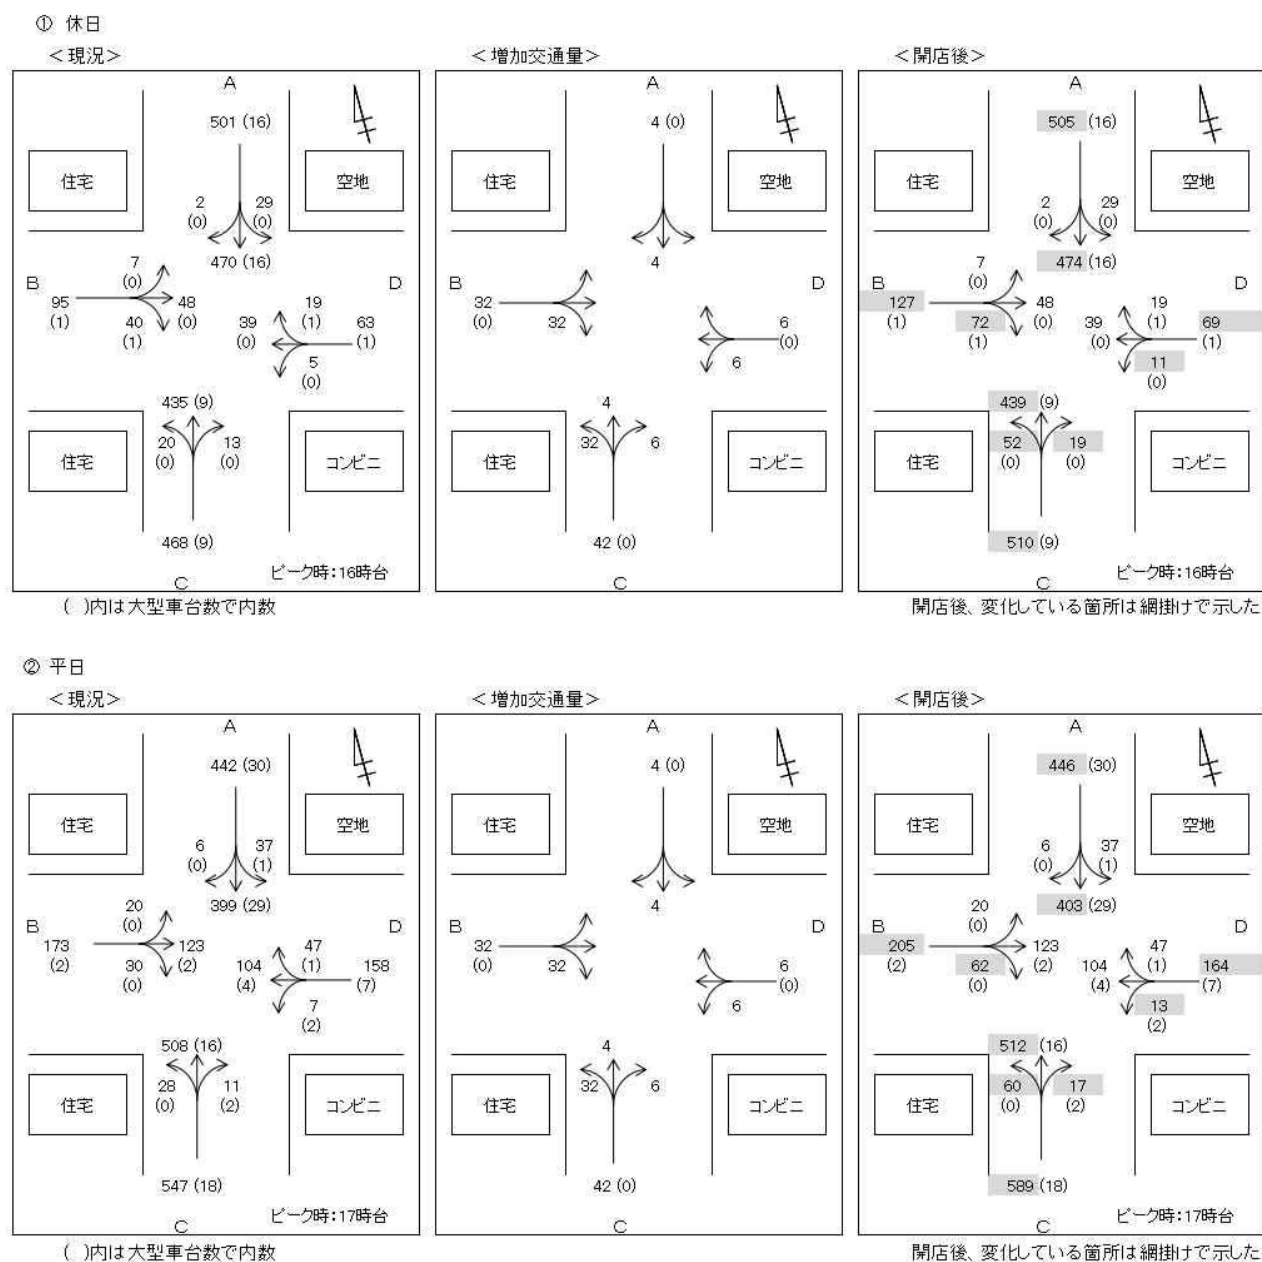 ① 休日
＜現況＞
A
501 (16)
住宅
空地
2
(0)
29
(0)
470 (16)
7
(0)
B
D
95
(1)
48
(0)
40
(1)
19
(1)
39
(0)
63
(1)
5
(0)
435 (9)
20
(0)
13
(0)
住宅
コンビニ
468 (9)
ピーク時：16時台
C
( )内は大型車台数で内数
＜増加交通量＞
A
4 (0)
住宅
空地
4
B
D
32
(0)
32
6
(0)
6
4
32
6
住宅
コンビニ
42 (0)
C
＜開店後＞
A
505 (16)
住宅
空地
2
(0)
29
(0)
474 (16)
7
(0)
B
D
127
(1)
48
(0)
72
(1)
19
(1)
39
(0)
69
(1)
11
(0)
439 (9)
52
(0)
19
(0)
住宅
コンビニ
510 (9)
ピーク時：16時台
C
開店後、変化している箇所は網掛けで示した
② 平日
＜現況＞
A
442 (30)
住宅
空地
6
(0)
37
(1)
399 (29)
20
(0)
B
D
173
(2)
123
(2)
30
(0)
47
(1)
104
(4)
158
(7)
7
(2)
508 (16)
28
(0)
11
(2)
住宅
コンビニ
547 (18)
ピーク時：17時台
C
( )内は大型車台数で内数
＜増加交通量＞
A
4 (0)
住宅
空地
4
B
D
32
(0)
32
6
(0)
6
4
32
6
住宅
コンビニ
42 (0)
C
＜開店後＞
A
446 (30)
住宅
空地
6
(0)
37
(1)
403 (29)
20
(0)
B
D
205
(2)
123
(2)
62
(0)
47
(1)
104
(4)
164
(7)
13
(2)
512 (16)
60
(0)
17
(2)
住宅
コンビニ
589 (18)
ピーク時：17時台
C
開店後、変化している箇所は網掛けで示した